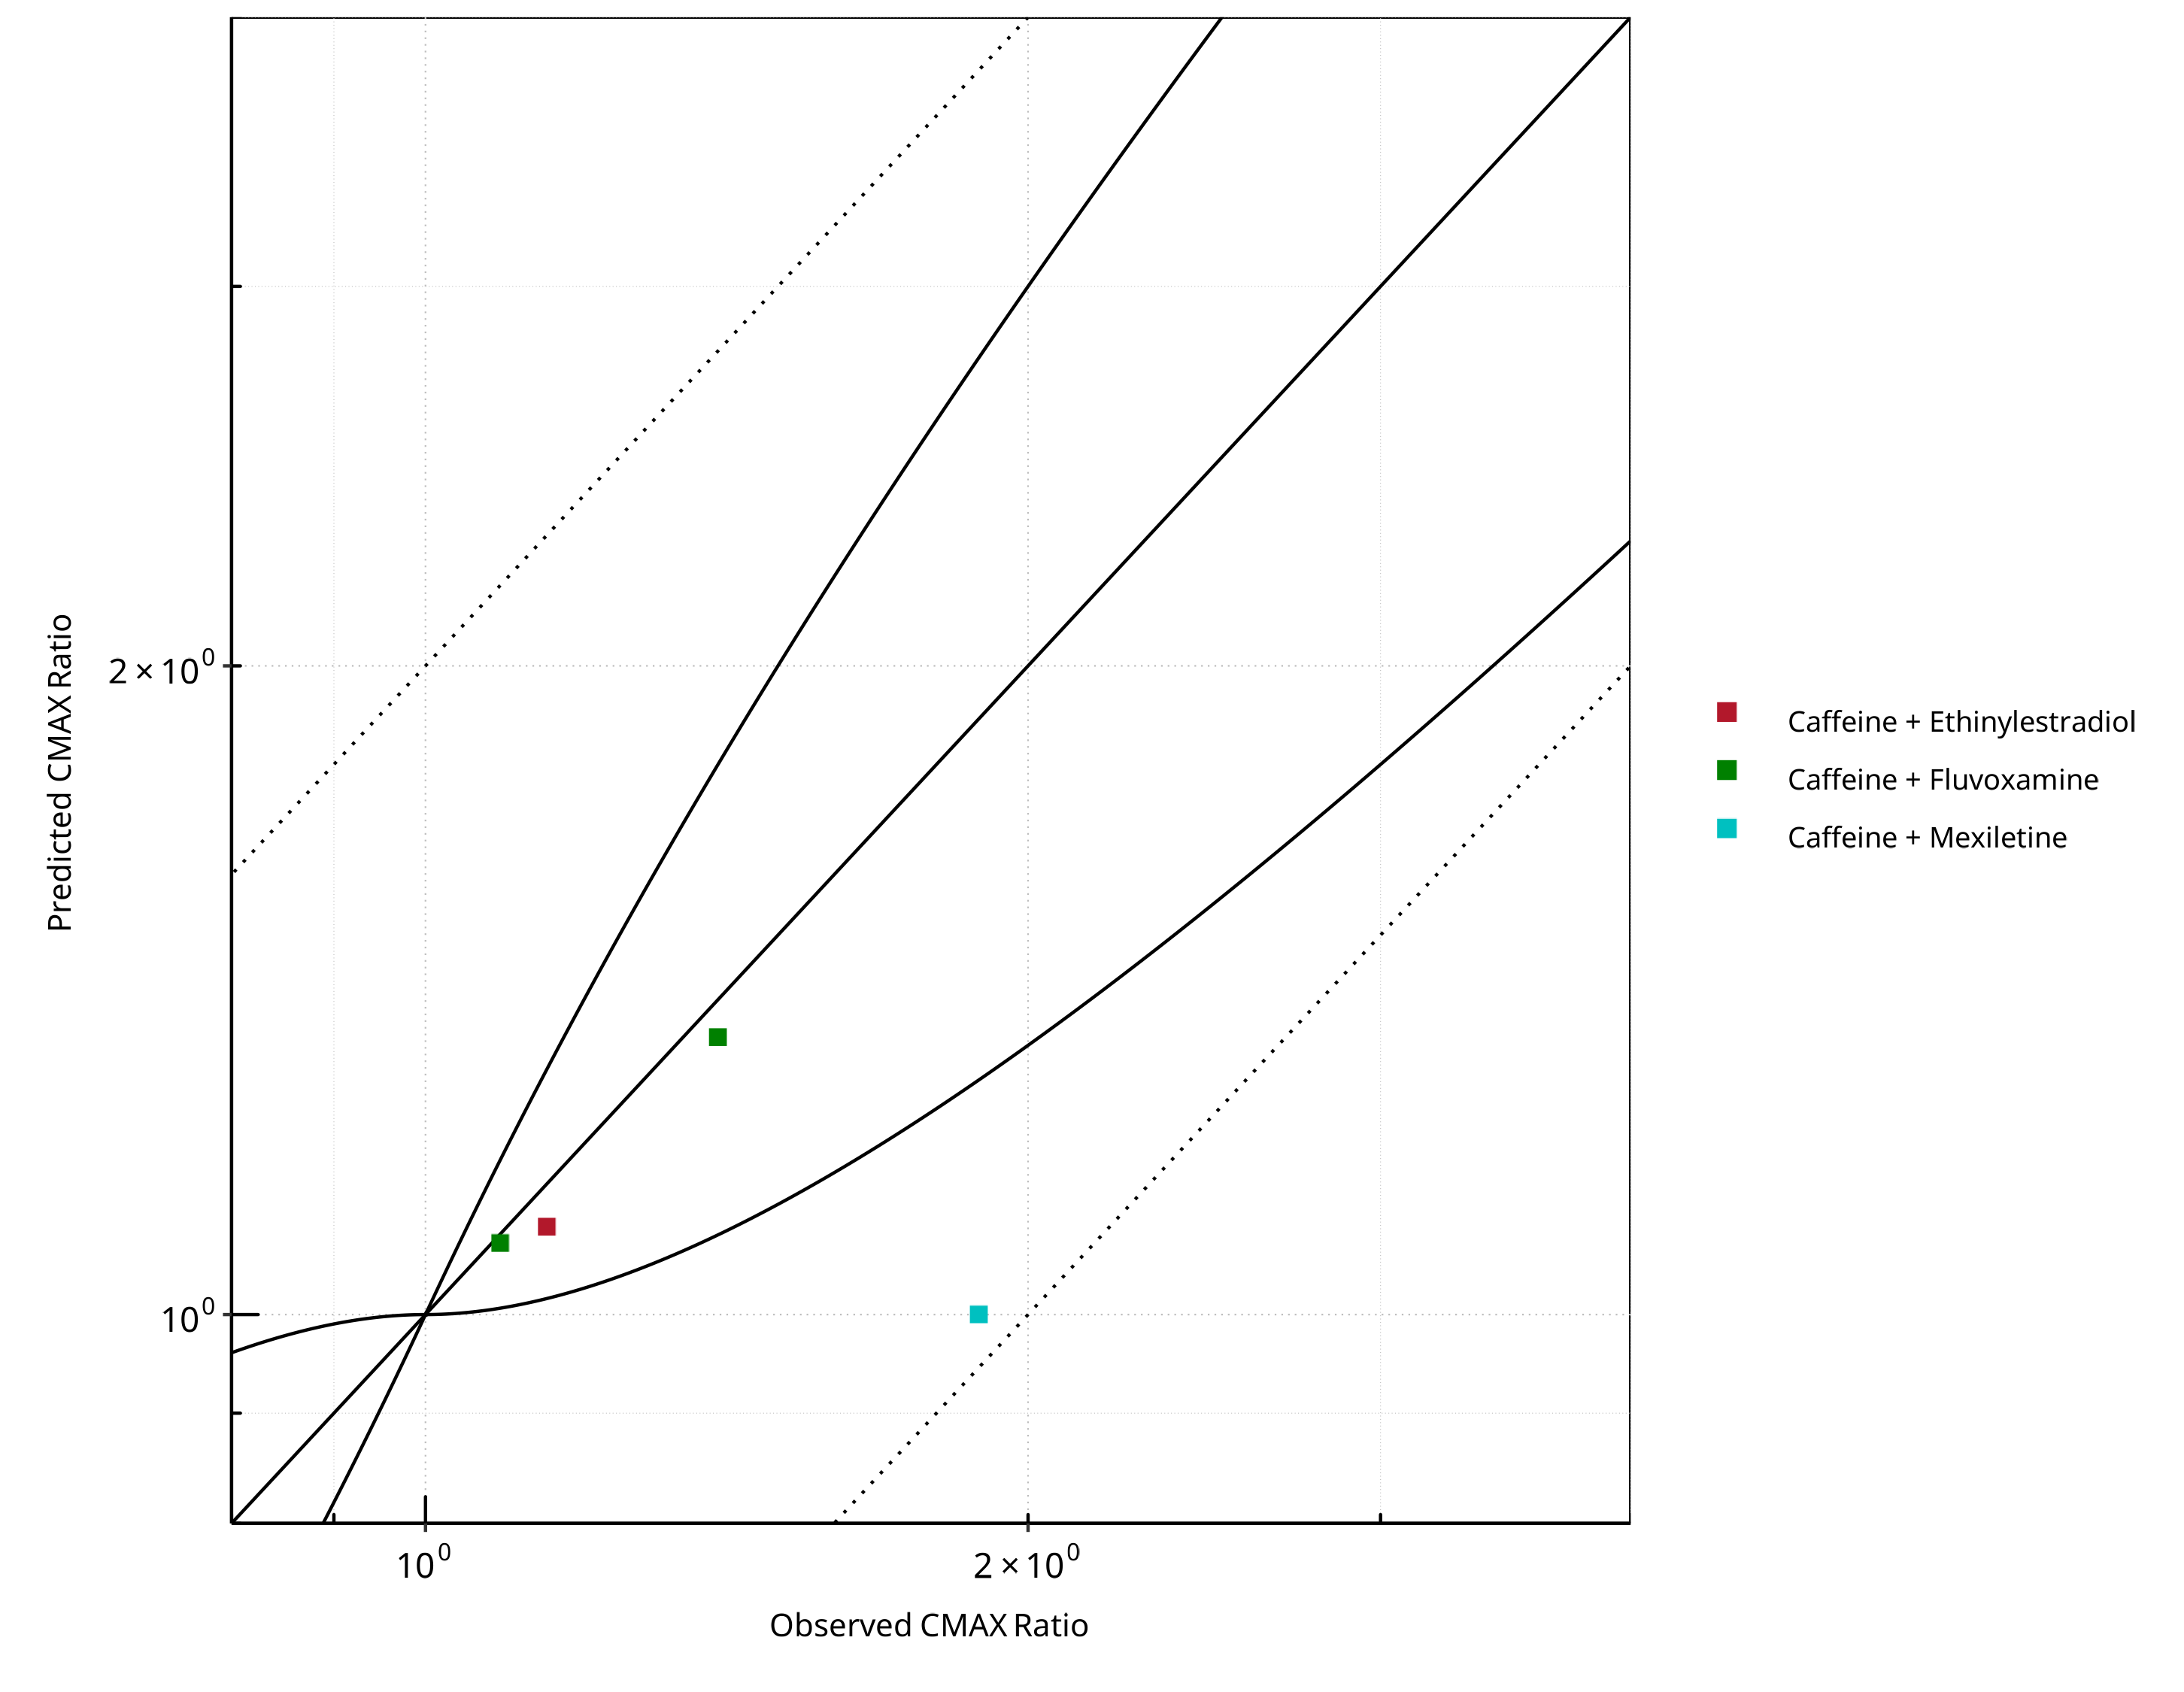 Predicted CMAX Ratio
2 × 10⁰
10⁰
10⁰
2 × 10⁰
Observed CMAX Ratio
Caffeine + Ethinylestradiol
Caffeine + Fluvoxamine
Caffeine + Mexiletine